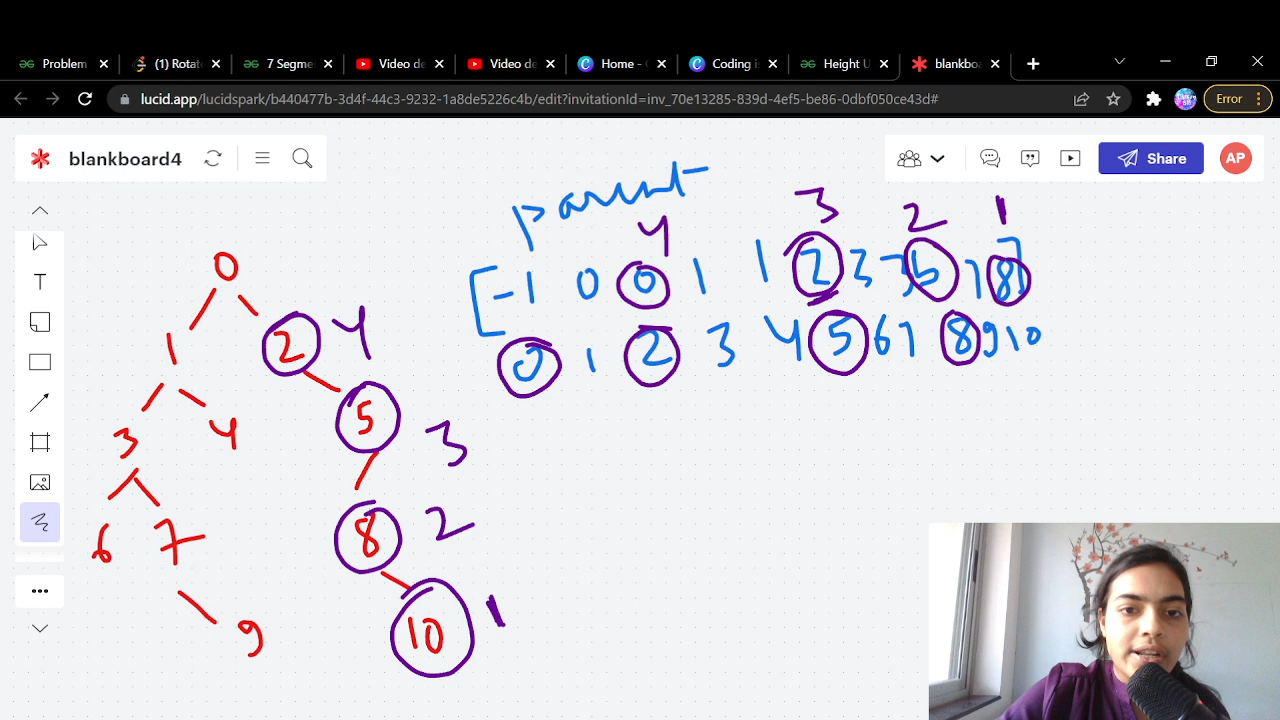 Problem
(1) Rotat
7 Segme
Video de
Video de
Home - 
Coding is
Height U
blankboa
lucid.app/lucidspark/b440477b-3d4f-44c3-9232-1a8de5226c4b/edit?invitationId=inv_70e13285-839d-4ef5-be86-0dbf050ce43d#
Error
blankboard4
Share
AP
T
parent
4 3 2 1
[-1 0 0 1 1 2 3 3 5 7 8]
0 1 2 3 4 5 6 7 8 9 10
0
1 2 4
3 4 5 3
6 7 8 2
9 10 1